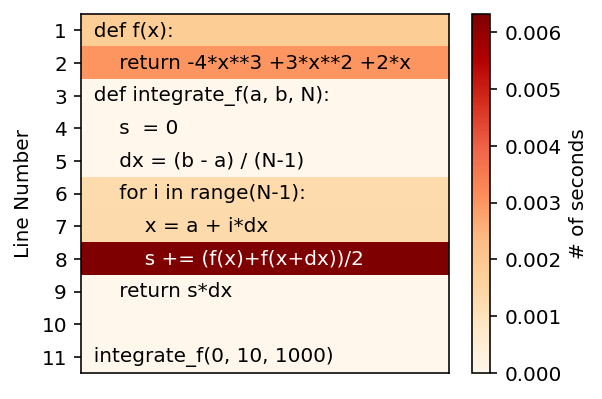 Line Number
1 def f(x):
2 return -4*x**3 +3*x**2 +2*x
3 def integrate_f(a, b, N):
4 s  = 0
5 dx = (b - a) / (N-1)
6 for i in range(N-1):
7 x = a + i*dx
8 s += (f(x)+f(x+dx))/2
9 return s*dx
10
11 integrate_f(0, 10, 1000)
0.006
0.005
0.004
0.003
0.002
0.001
0.000
# of seconds